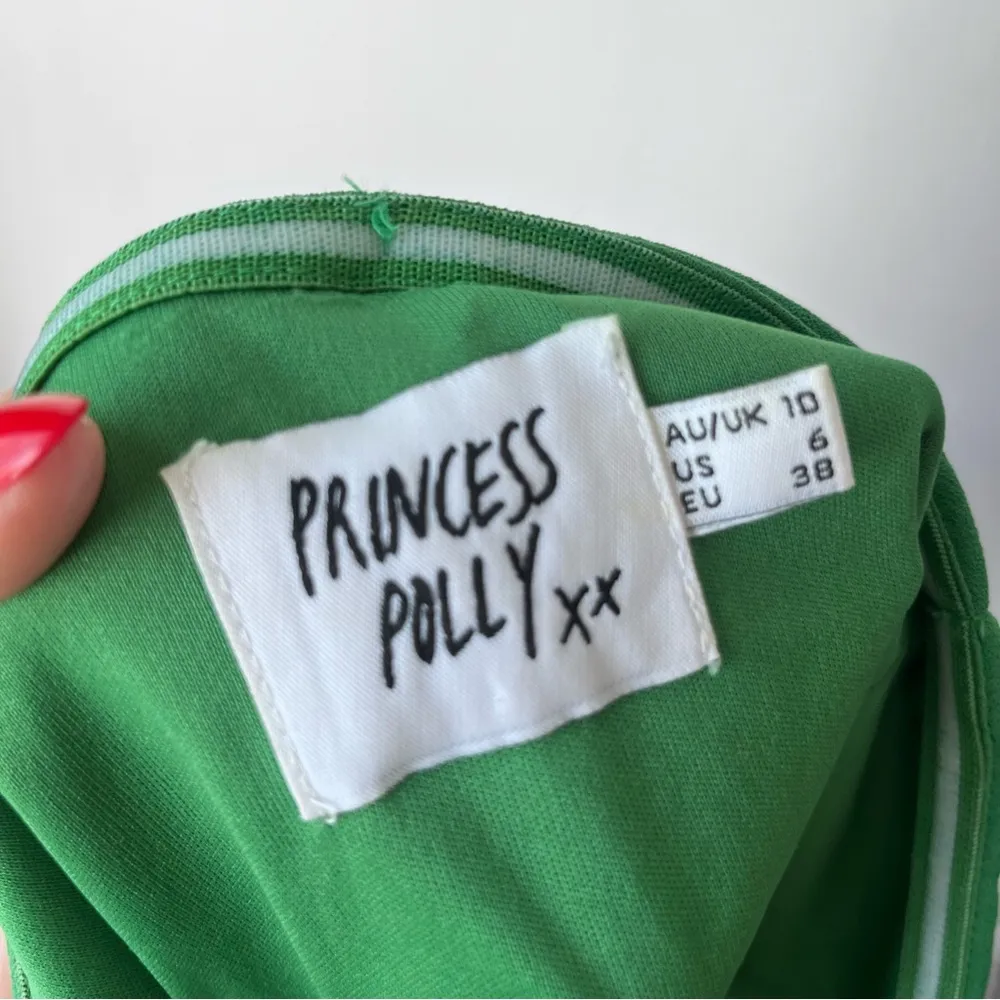 PRINCESS
POLLY xx
AU/UK 10
US 6
EU 38